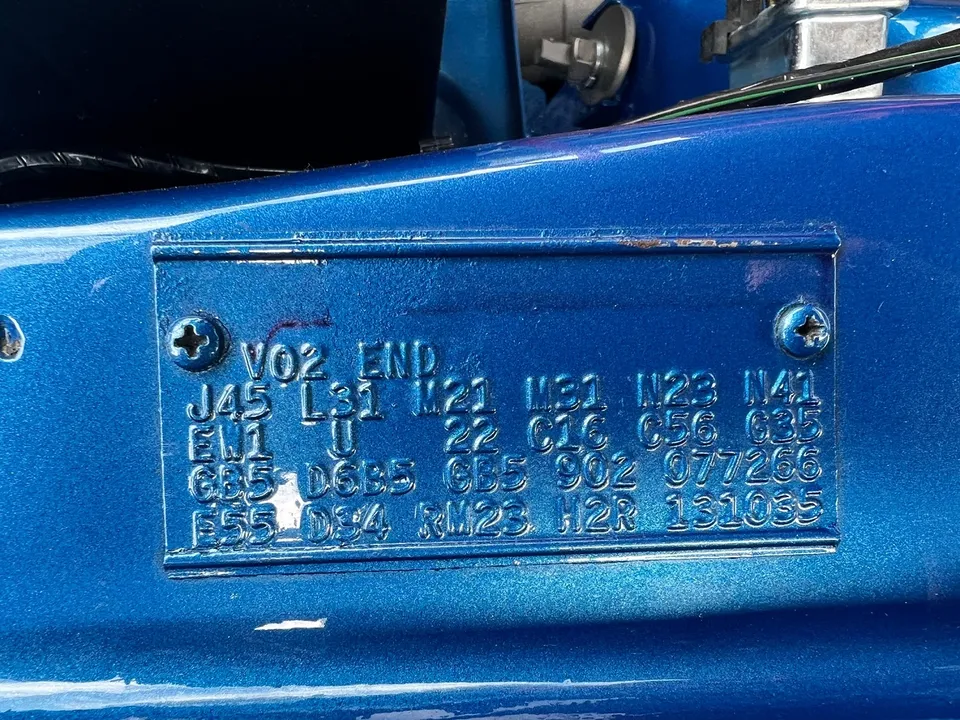 V02 END
J45 L31 M21 M31 N23 N41
EW1 U 22 C16 C56 G35
GB5 D6B5 GB5 902 077266
E55 D34 RM23 H2R 131035